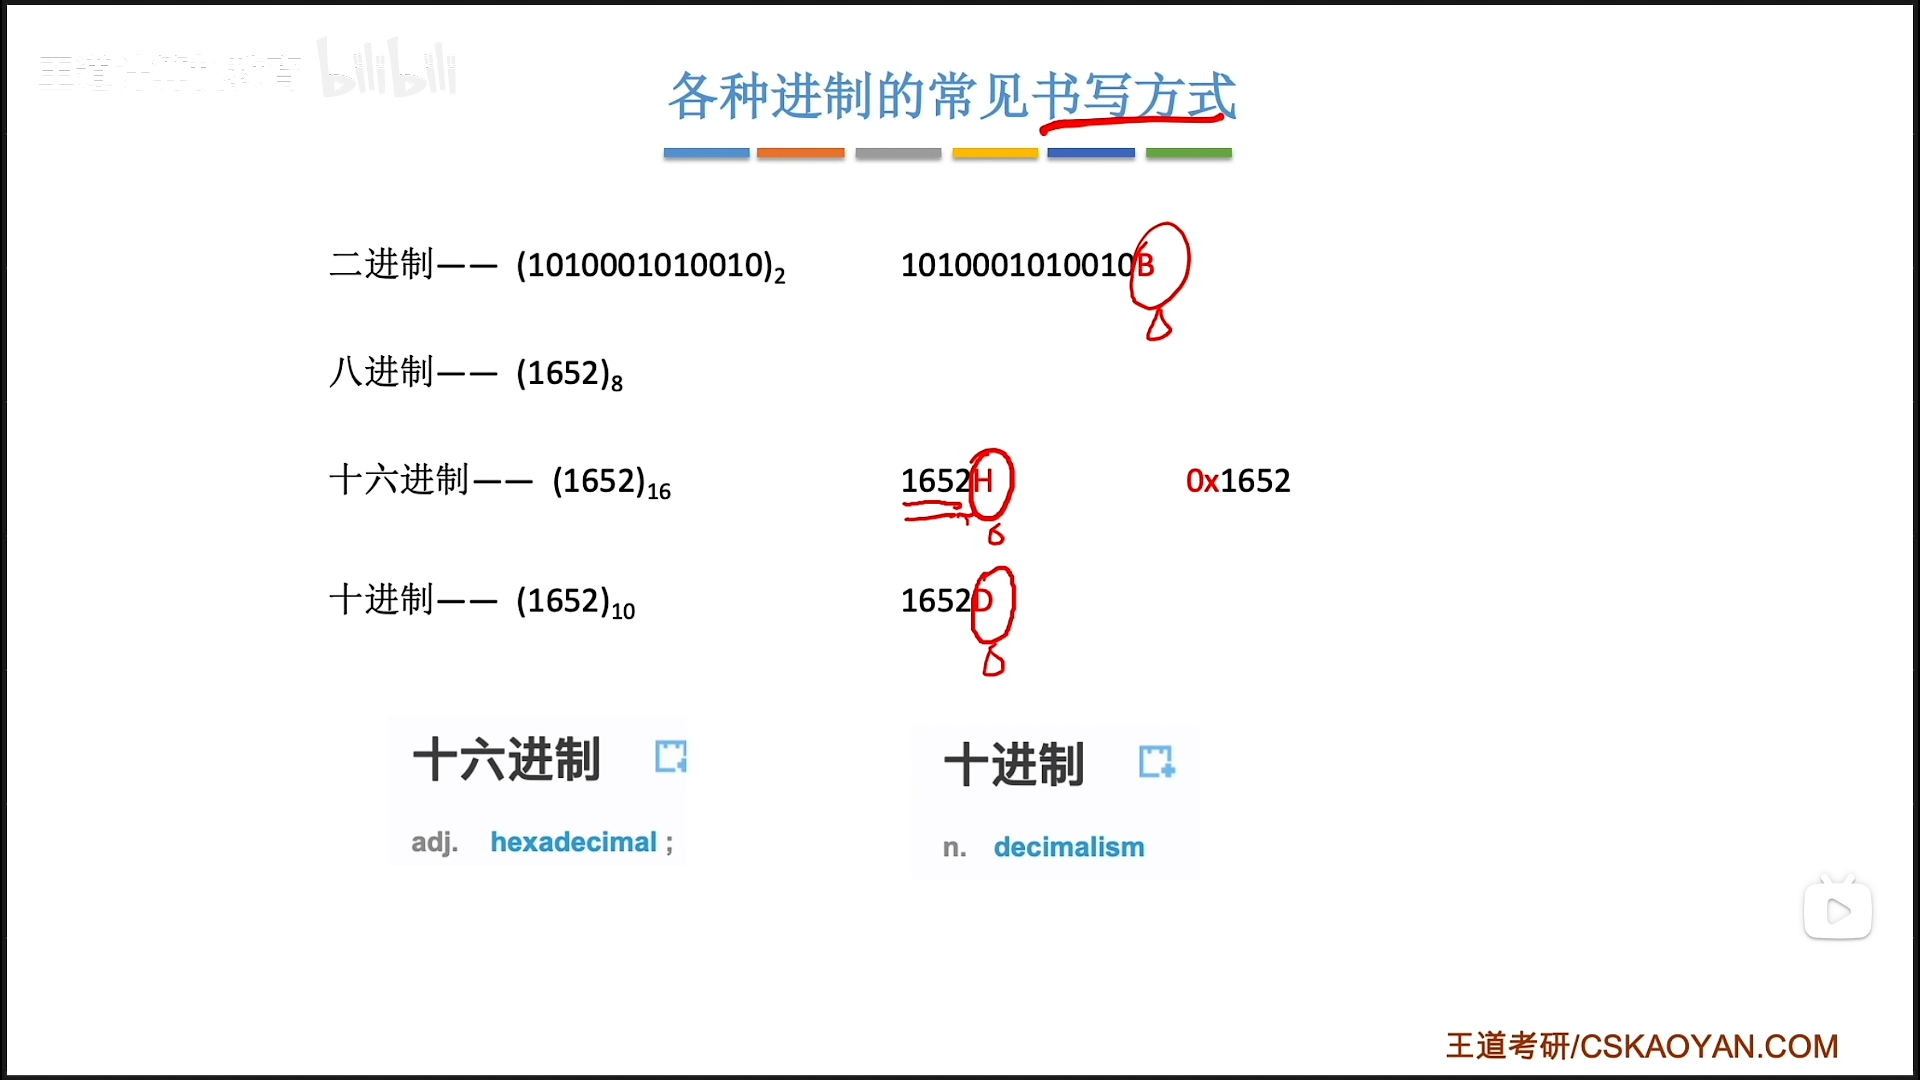 王道计算机教育 bilibili
各种进制的常见书写方式
二进制—— (1010001010010)₂ 1010001010010B
八进制—— (1652)₈
十六进制—— (1652)₁₆ 1652H 0x1652
十进制—— (1652)₁₀ 1652D
十六进制 十进制
adj. hexadecimal ; n. decimalism
王道考研/CSKAOYAN.COM